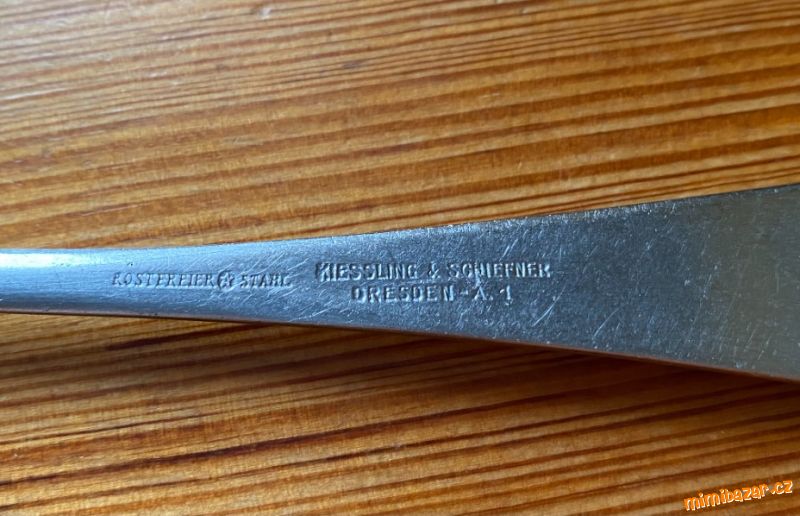 ROSTFREIER STAHL
KIESSLING & SCHIEFNER
DRESDEN-A.1
mimibazar.cz